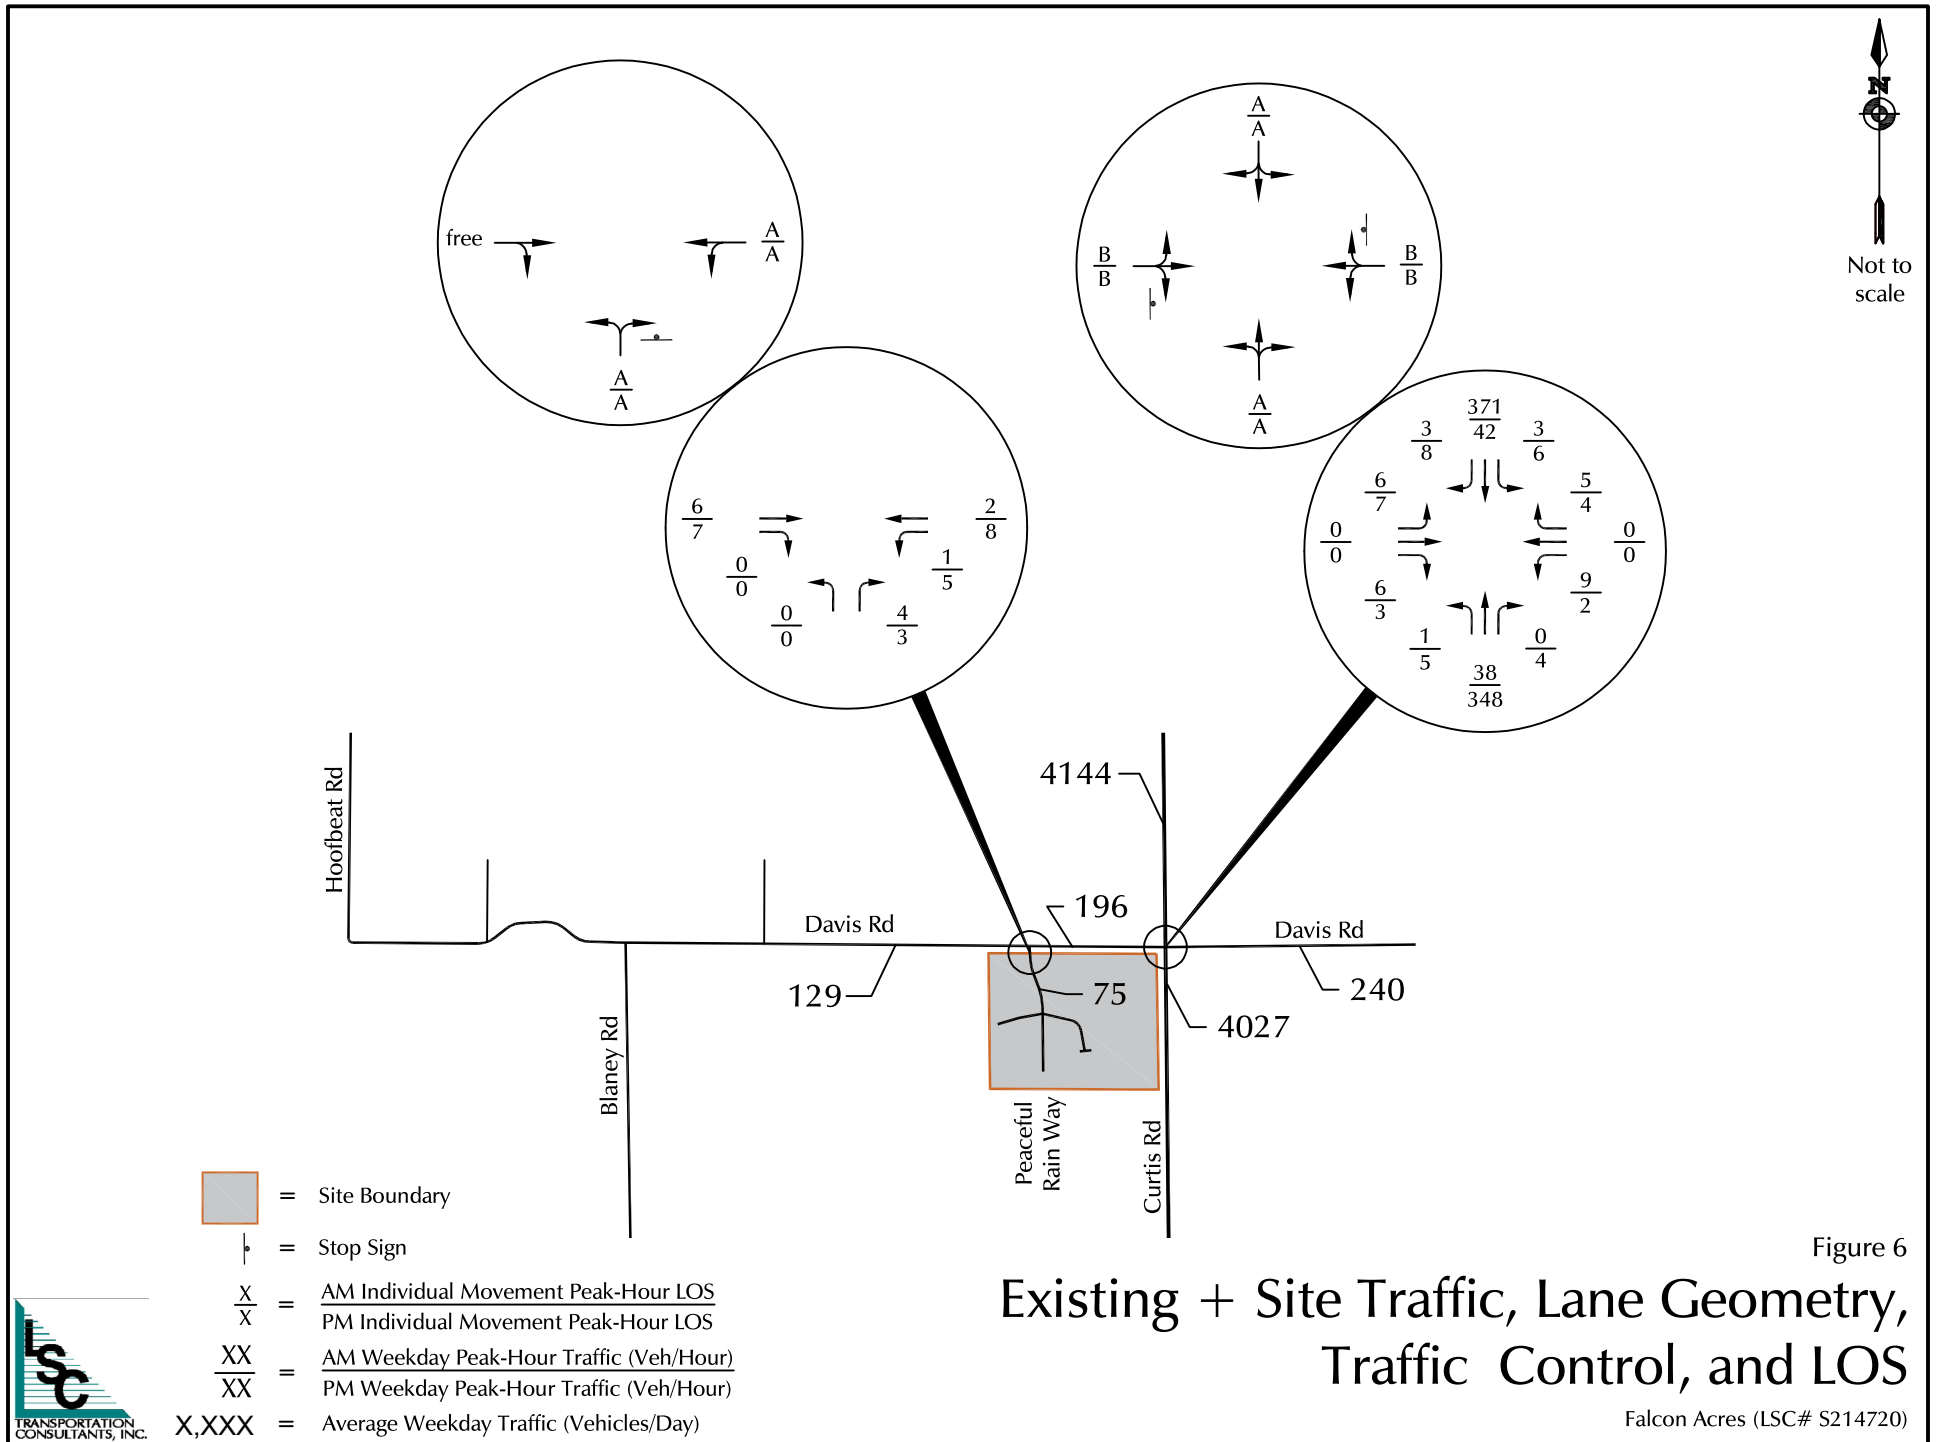 N
Not to
scale
free
A
A
A
A
A
A
B
B
B
B
A
A
6
7
0
0
0
0
4
3
1
5
2
8
371
42
3
8
3
6
6
7
5
4
0
0
0
0
6
3
9
2
1
5
0
4
38
348
Hoofbeat Rd
4144
196
Davis Rd
Davis Rd
129
75
240
4027
Blaney Rd
Peaceful
Rain Way
Curtis Rd
= Site Boundary
= Stop Sign
X
X
=
AM Individual Movement Peak-Hour LOS
PM Individual Movement Peak-Hour LOS
XX
XX
=
AM Weekday Peak-Hour Traffic (Veh/Hour)
PM Weekday Peak-Hour Traffic (Veh/Hour)
X,XXX = Average Weekday Traffic (Vehicles/Day)
LSC
TRANSPORTATION
CONSULTANTS, INC.
Figure 6
Existing + Site Traffic, Lane Geometry,
Traffic Control, and LOS
Falcon Acres (LSC# S214720)